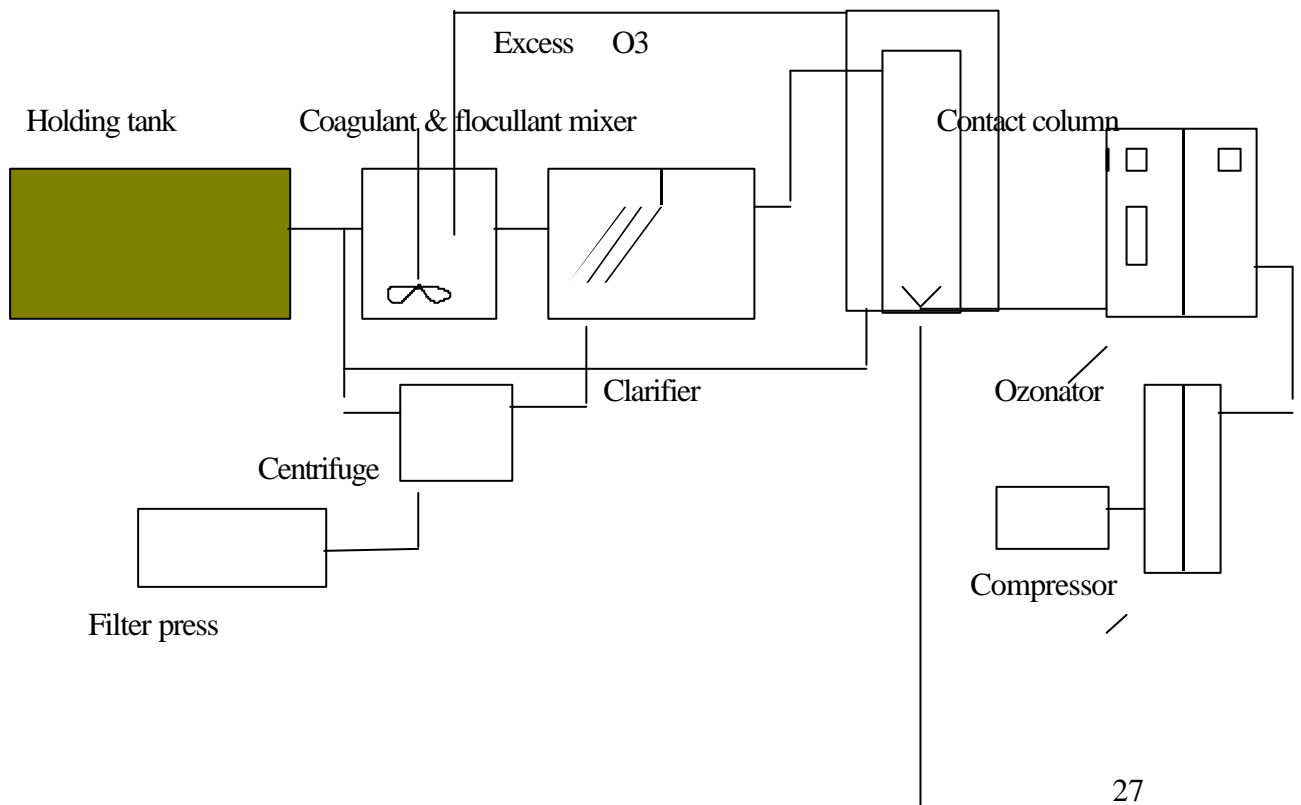 Excess O3
Holding tank
Coagulant & flocullant mixer
Contact column
Clarifier
Ozonator
Centrifuge
Compressor
Filter press
27